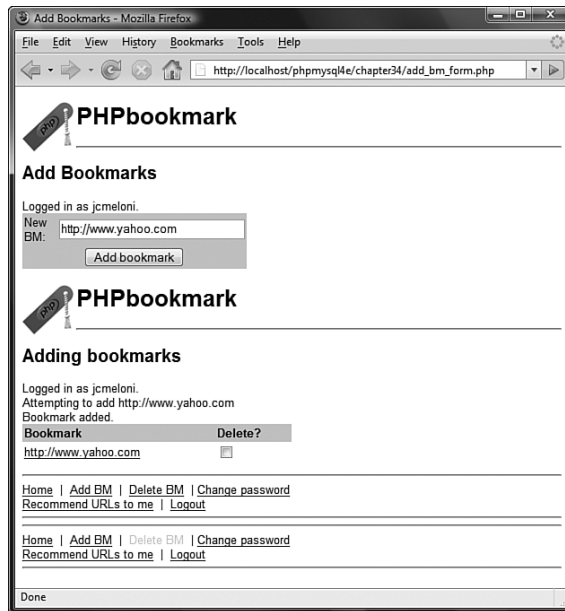 Add Bookmarks - Mozilla Firefox
File Edit View History Bookmarks Tools Help
http://localhost/phpmysql4e/chapter34/add_bm_form.php
php PHPbookmark
Add Bookmarks
Logged in as jcmeloni.
New BM: http://www.yahoo.com
Add bookmark
php PHPbookmark
Adding bookmarks
Logged in as jcmeloni.
Attempting to add http://www.yahoo.com
Bookmark added.
Bookmark Delete?
http://www.yahoo.com
Home | Add BM | Delete BM | Change password
Recommend URLs to me | Logout
Home | Add BM | Delete BM | Change password
Recommend URLs to me | Logout
Done